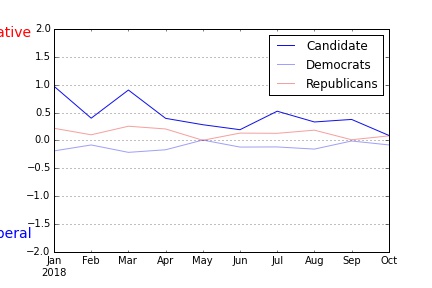 ative
Candidate
Democrats
Republicans
2.0
1.5
1.0
0.5
0.0
−0.5
−1.0
−1.5
−2.0
beral
Jan Feb Mar Apr May Jun Jul Aug Sep Oct
2018